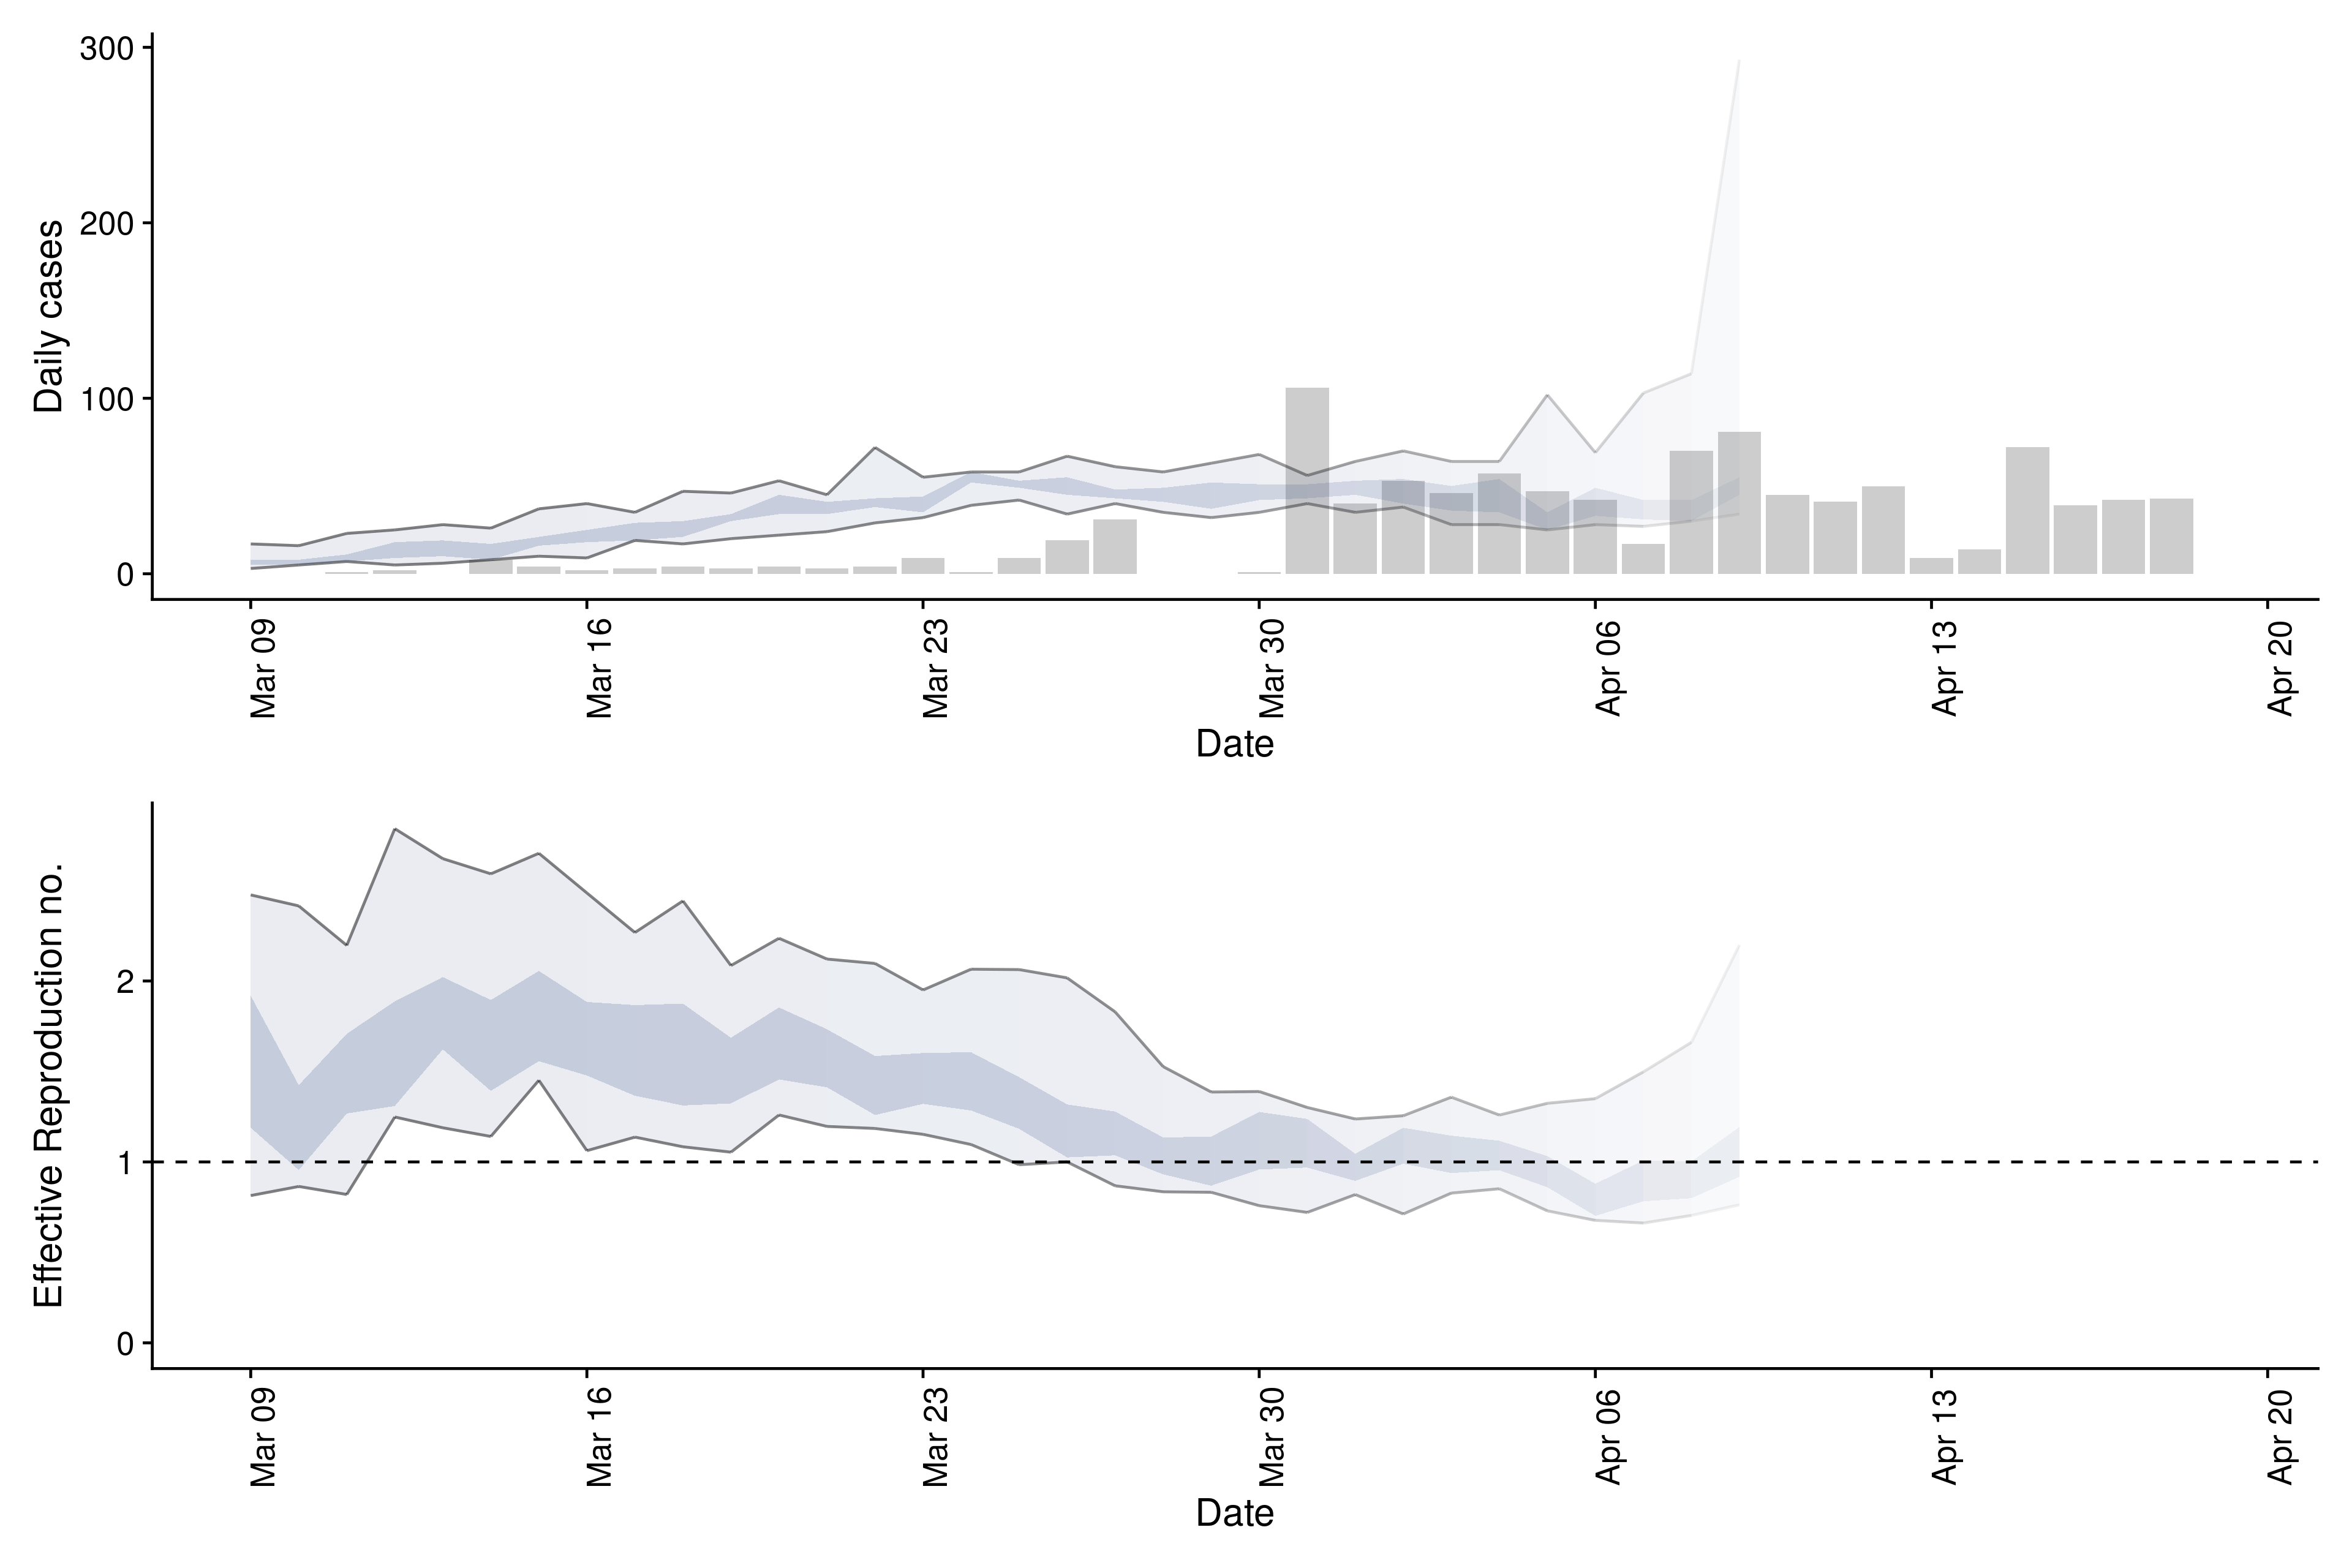 Daily cases
300
200
100
0
Mar 09
Mar 16
Mar 23
Mar 30
Apr 06
Apr 13
Apr 20
Date
Effective Reproduction no.
2
1
0
Mar 09
Mar 16
Mar 23
Mar 30
Apr 06
Apr 13
Apr 20
Date